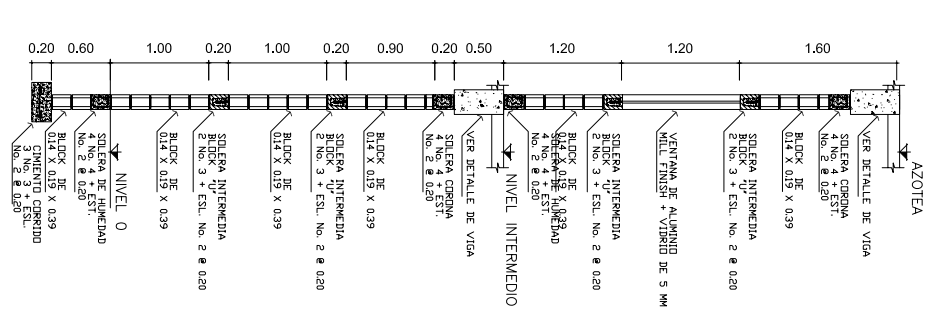 0.20 0.60 1.00 0.20 1.00 0.20 0.90 0.20 0.50 1.20 1.20 1.60
CIMENTO CORRIDO
3 No. 3 + ESL.
No. 2 @ 0.20
BLOCK DE
0.14 X 0.19 X 0.39
SOLERA DE HUMEDAD
4 No. 4 + EST.
No. 2 @ 0.20
NIVEL 0
BLOCK DE
0.14 X 0.19 X 0.39
SOLERA INTERMEDIA
BLOCK "U"
2 No. 3 + ESL. No. 2 @ 0.20
BLOCK DE
0.14 X 0.19 X 0.39
SOLERA INTERMEDIA
BLOCK "U"
2 No. 3 + ESL. No. 2 @ 0.20
BLOCK DE
0.14 X 0.19 X 0.39
SOLERA CORONA
4 No. 4 + EST.
No. 2 @ 0.20
VER DETALLE DE VIGA
NIVEL INTERMEDIO
SOLERA DE HUMEDAD
4 No. 4 + EST.
No. 2 @ 0.20
BLOCK DE
0.14 X 0.19 X 0.39
SOLERA INTERMEDIA
BLOCK "U"
2 No. 3 + ESL. No. 2 @ 0.20
VENTANA DE ALUMINIO
MILL FINISH + VIDRIO DE 5 MM
SOLERA INTERMEDIA
BLOCK "U"
2 No. 3 + ESL. No. 2 @ 0.20
BLOCK DE
0.14 X 0.19 X 0.39
SOLERA CORONA
4 No. 4 + EST.
No. 2 @ 0.20
VER DETALLE DE VIGA
AZOTEA